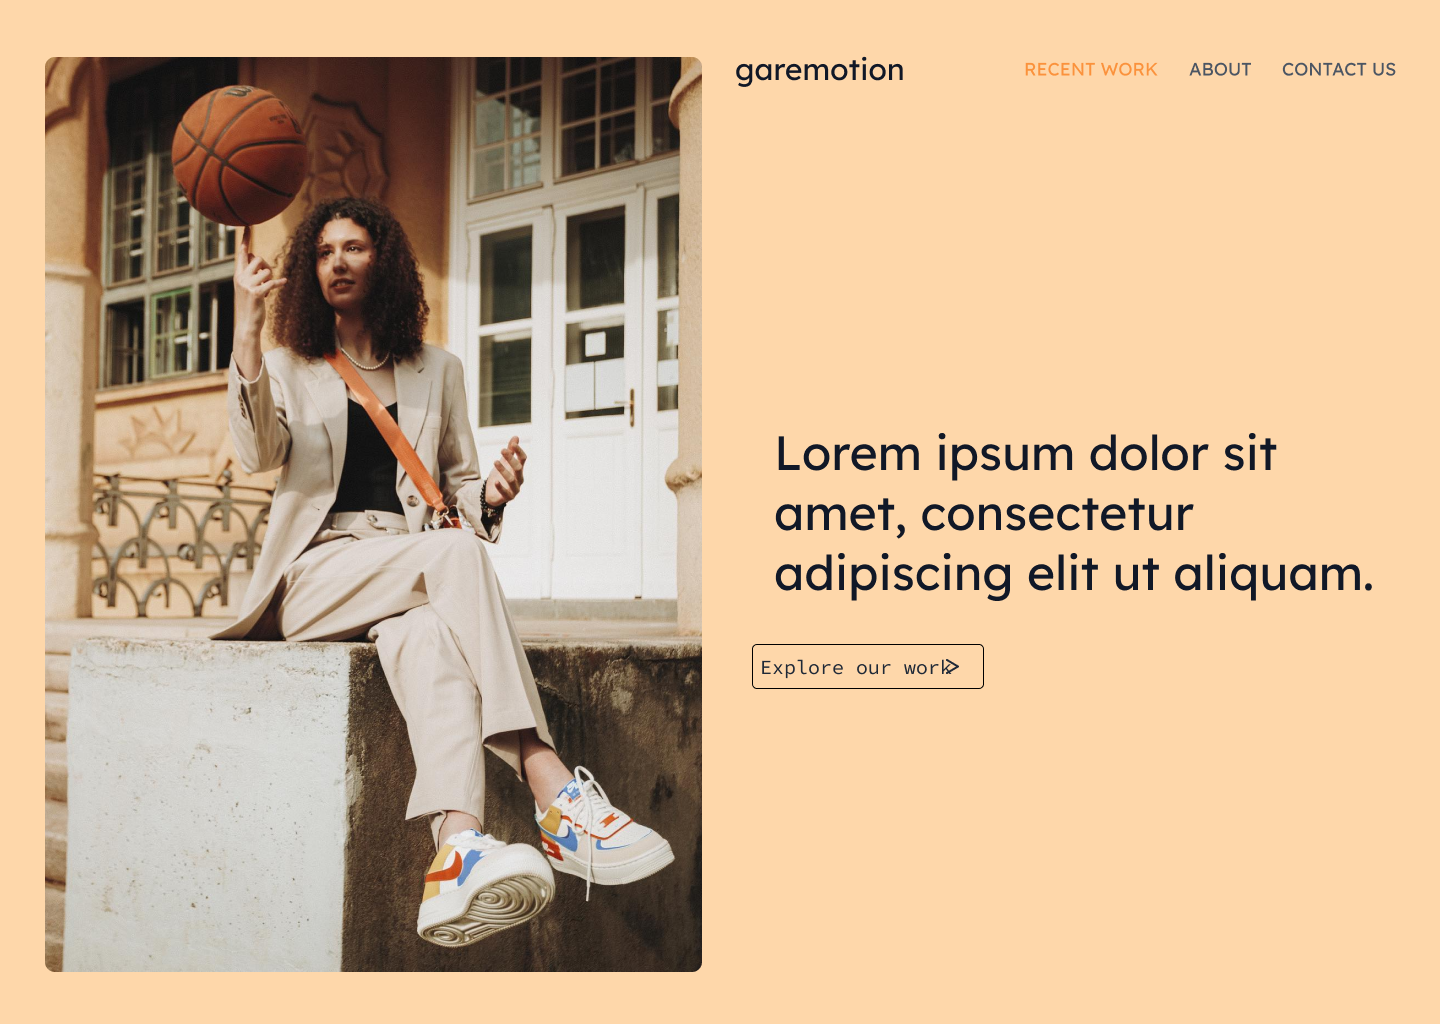 garemotion
RECENT WORK ABOUT CONTACT US
Lorem ipsum dolor sit
amet, consectetur
adipiscing elit ut aliquam.
Explore our work